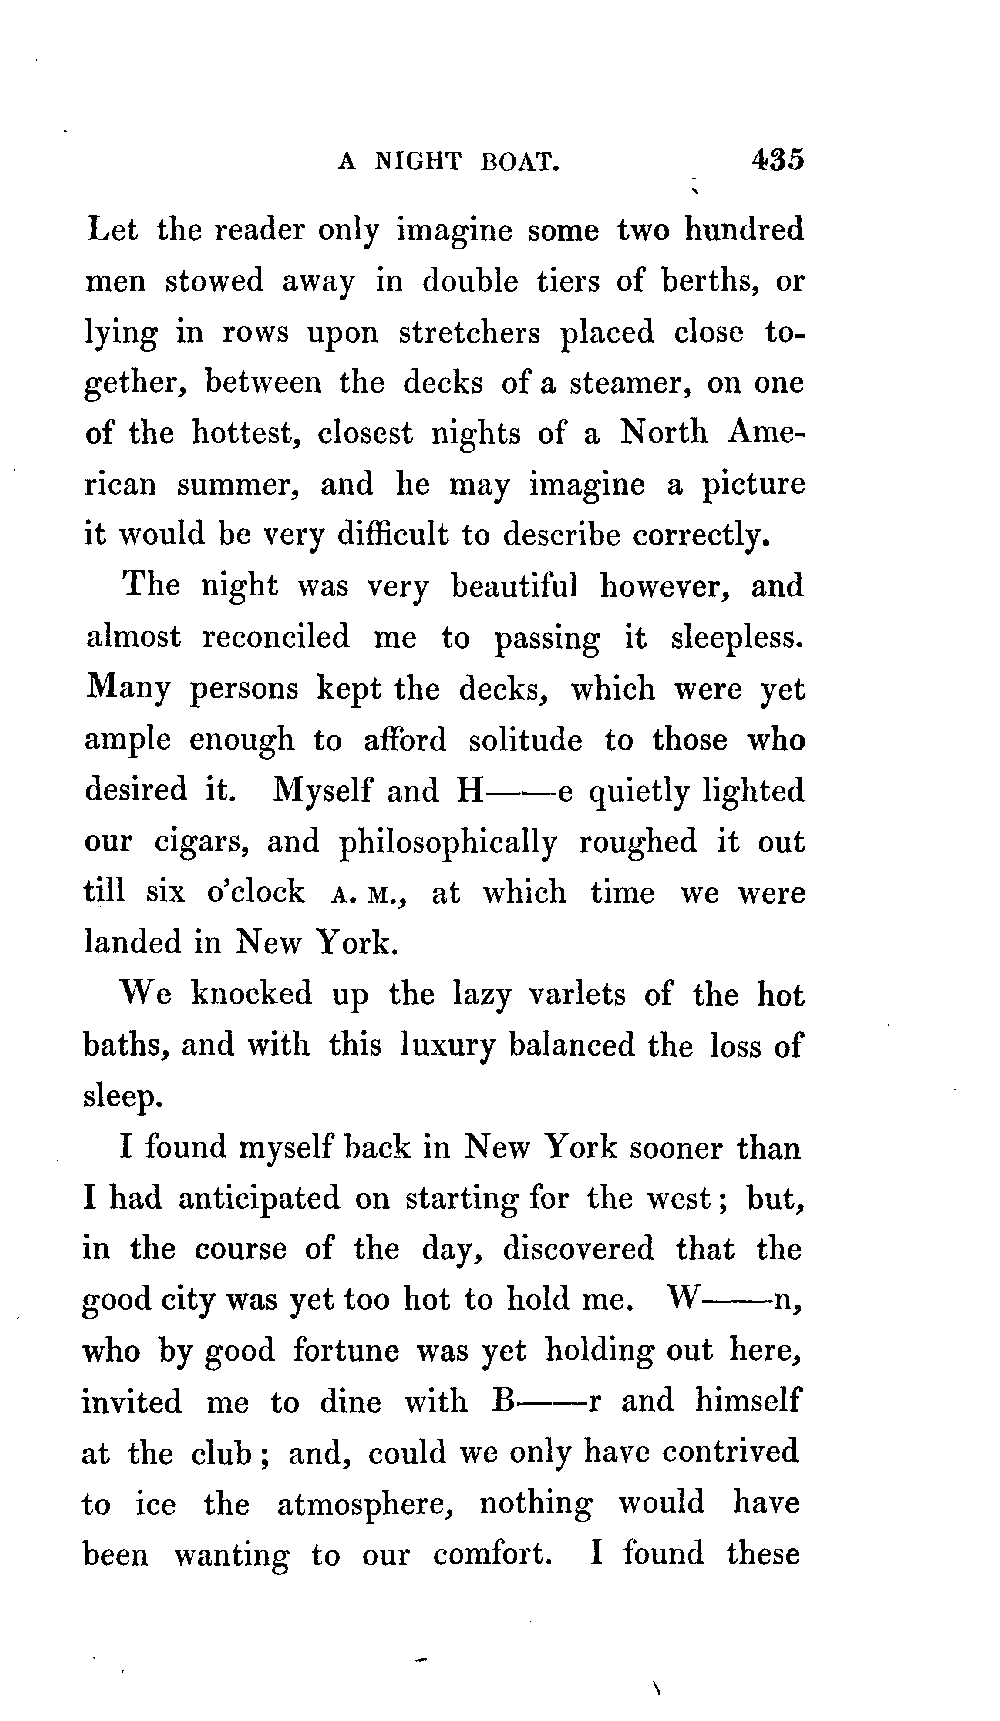 A NIGHT BOAT. 435
Let the reader only imagine some two hundred
men stowed away in double tiers of berths, or
lying in rows upon stretchers placed close to-
gether, between the decks of a steamer, on one
of the hottest, closest nights of a North Ame-
rican summer, and he may imagine a picture
it would be very difficult to describe correctly.
The night was very beautiful however, and
almost reconciled me to passing it sleepless.
Many persons kept the decks, which were yet
ample enough to afford solitude to those who
desired it. Myself and H——e quietly lighted
our cigars, and philosophically roughed it out
till six o'clock A. M., at which time we were
landed in New York.
We knocked up the lazy varlets of the hot
baths, and with this luxury balanced the loss of
sleep.
I found myself back in New York sooner than
I had anticipated on starting for the west; but,
in the course of the day, discovered that the
good city was yet too hot to hold me. W——n,
who by good fortune was yet holding out here,
invited me to dine with B——r and himself
at the club; and, could we only have contrived
to ice the atmosphere, nothing would have
been wanting to our comfort. I found these